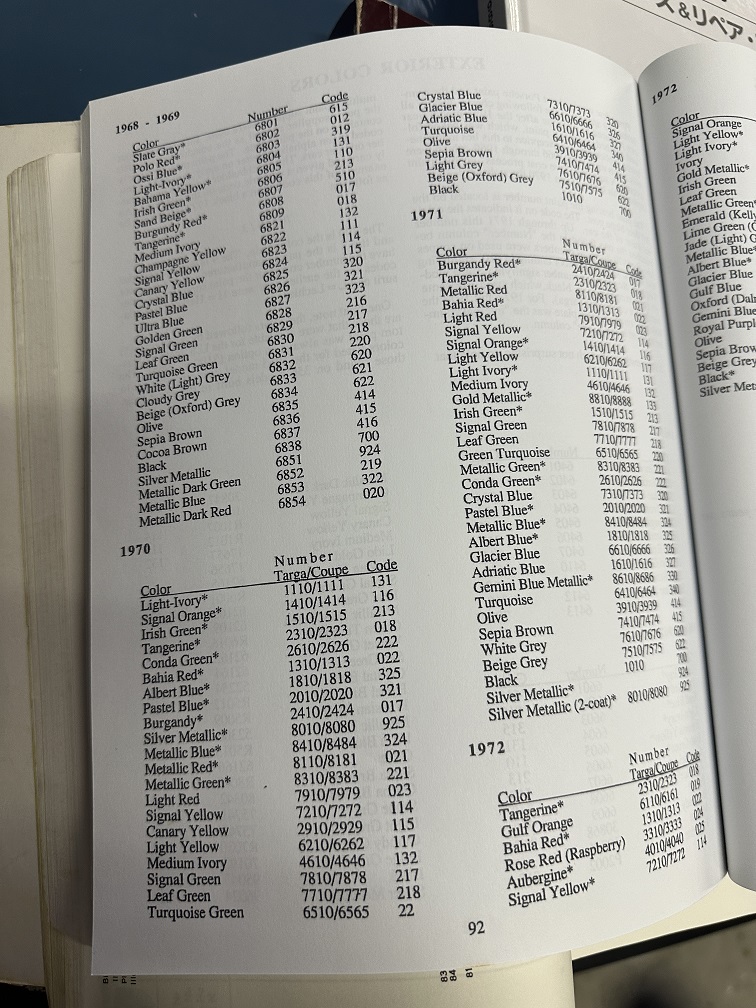 1968 - 1969
Color Number Code
Slate Gray* 6801 615
Polo Red* 6802 012
Ossi Blue* 6803 319
Light-Ivory* 6804 131
Bahama Yellow* 6805 110
Irish Green* 6806 213
Sand Beige* 6807 510
Burgundy Red* 6808 017
Tangerine* 6809 018
Medium Ivory 6821 132
Champagne Yellow 6822 111
Signal Yellow 6823 114
Canary Yellow 6824 115
Crystal Blue 6825 320
Pastel Blue 6826 321
Ultra Blue 6827 323
Golden Green 6828 216
Signal Green 6829 217
Leaf Green 6830 218
Turquoise Green 6831 220
White (Light) Grey 6832 620
Cloudy Grey 6833 621
Beige (Oxford) Grey 6834 622
Olive 6835 414
Sepia Brown 6836 415
Cocoa Brown 6837 416
Black 6838 700
Silver Metallic 6851 924
Metallic Dark Green 6852 219
Metallic Blue 6853 322
Metallic Dark Red 6854 020
1970
Number
Color Targa/Coupe Code
Light-Ivory* 1110/1111 131
Signal Orange* 1410/1414 116
Irish Green* 1510/1515 213
Tangerine* 2310/2323 018
Conda Green* 2610/2626 222
Bahia Red* 1310/1313 022
Albert Blue* 1810/1818 325
Pastel Blue* 2010/2020 321
Burgundy* 2410/2424 017
Silver Metallic* 8010/8080 925
Metallic Blue* 8410/8484 324
Metallic Red* 8110/8181 021
Metallic Green* 8310/8383 221
Light Red 7910/7979 023
Signal Yellow 7210/7272 114
Canary Yellow 2910/2929 115
Light Yellow 6210/6262 117
Medium Ivory 4610/4646 132
Signal Green 7810/7878 217
Leaf Green 7710/7777 218
Turquoise Green 6510/6565 22
Crystal Blue 7310/7373 320
Glacier Blue 6610/6666 326
Adriatic Blue 1610/1616 327
Turquoise 6410/6464 340
Olive 3910/3939 414
Sepia Brown 7410/7474 415
Light Grey 7610/7676 620
Beige (Oxford) Grey 7510/7575 622
Black 1010 700
1971
Number
Color Targa/Coupe Code
Burgandy Red* 2410/2424 017
Tangerine* 2310/2323 018
Metallic Red 8110/8181 021
Bahia Red* 1310/1313 022
Light Red 7910/7979 023
Signal Yellow 7210/7272 114
Signal Orange* 1410/1414 116
Light Yellow 6210/6262 117
Light Ivory* 1110/1111 131
Medium Ivory 4610/4646 132
Gold Metallic* 8810/8888 133
Irish Green* 1510/1515 213
Signal Green 7810/7878 217
Leaf Green 7710/7777 218
Green Turquoise 6510/6565 220
Metallic Green* 8310/8383 221
Conda Green* 2610/2626 222
Crystal Blue 7310/7373 320
Pastel Blue* 2020/2020 321
Metallic Blue* 8410/8484 324
Albert Blue* 1810/1818 325
Glacier Blue 6610/6666 326
Adriatic Blue 1610/1616 327
Gemini Blue Metallic* 8610/8686 330
Turquoise 6410/6464 340
Olive 3910/3939 414
Sepia Brown 7410/7474 415
White Grey 7610/7676 620
Beige Grey 7510/7575 622
Black 1010 700
Silver Metallic* 924
Silver Metallic (2-coat)* 8010/8080 925
1972
Number
Color Targa/Coupe Code
Tangerine* 2310/2323 018
Gulf Orange 6110/6161 019
Bahia Red* 1310/1313 022
Rose Red (Raspberry) 3310/3333 024
Aubergine* 4010/4040 025
Signal Yellow* 7210/7272 114
92
1972
Color
Signal Orange
Light Yellow*
Light Ivory*
Ivory
Gold Metallic*
Irish Green
Leaf Green
Metallic Green*
Emerald (Kell
Lime Green (
Jade (Light) G
Metallic Blue*
Albert Blue*
Glacier Blue
Gulf Blue
Oxford (Dal
Gemini Blue
Royal Purpl
Olive
Sepia Brow
Beige Grey
Black*
Silver Met
ス&リペア・
83
84
81